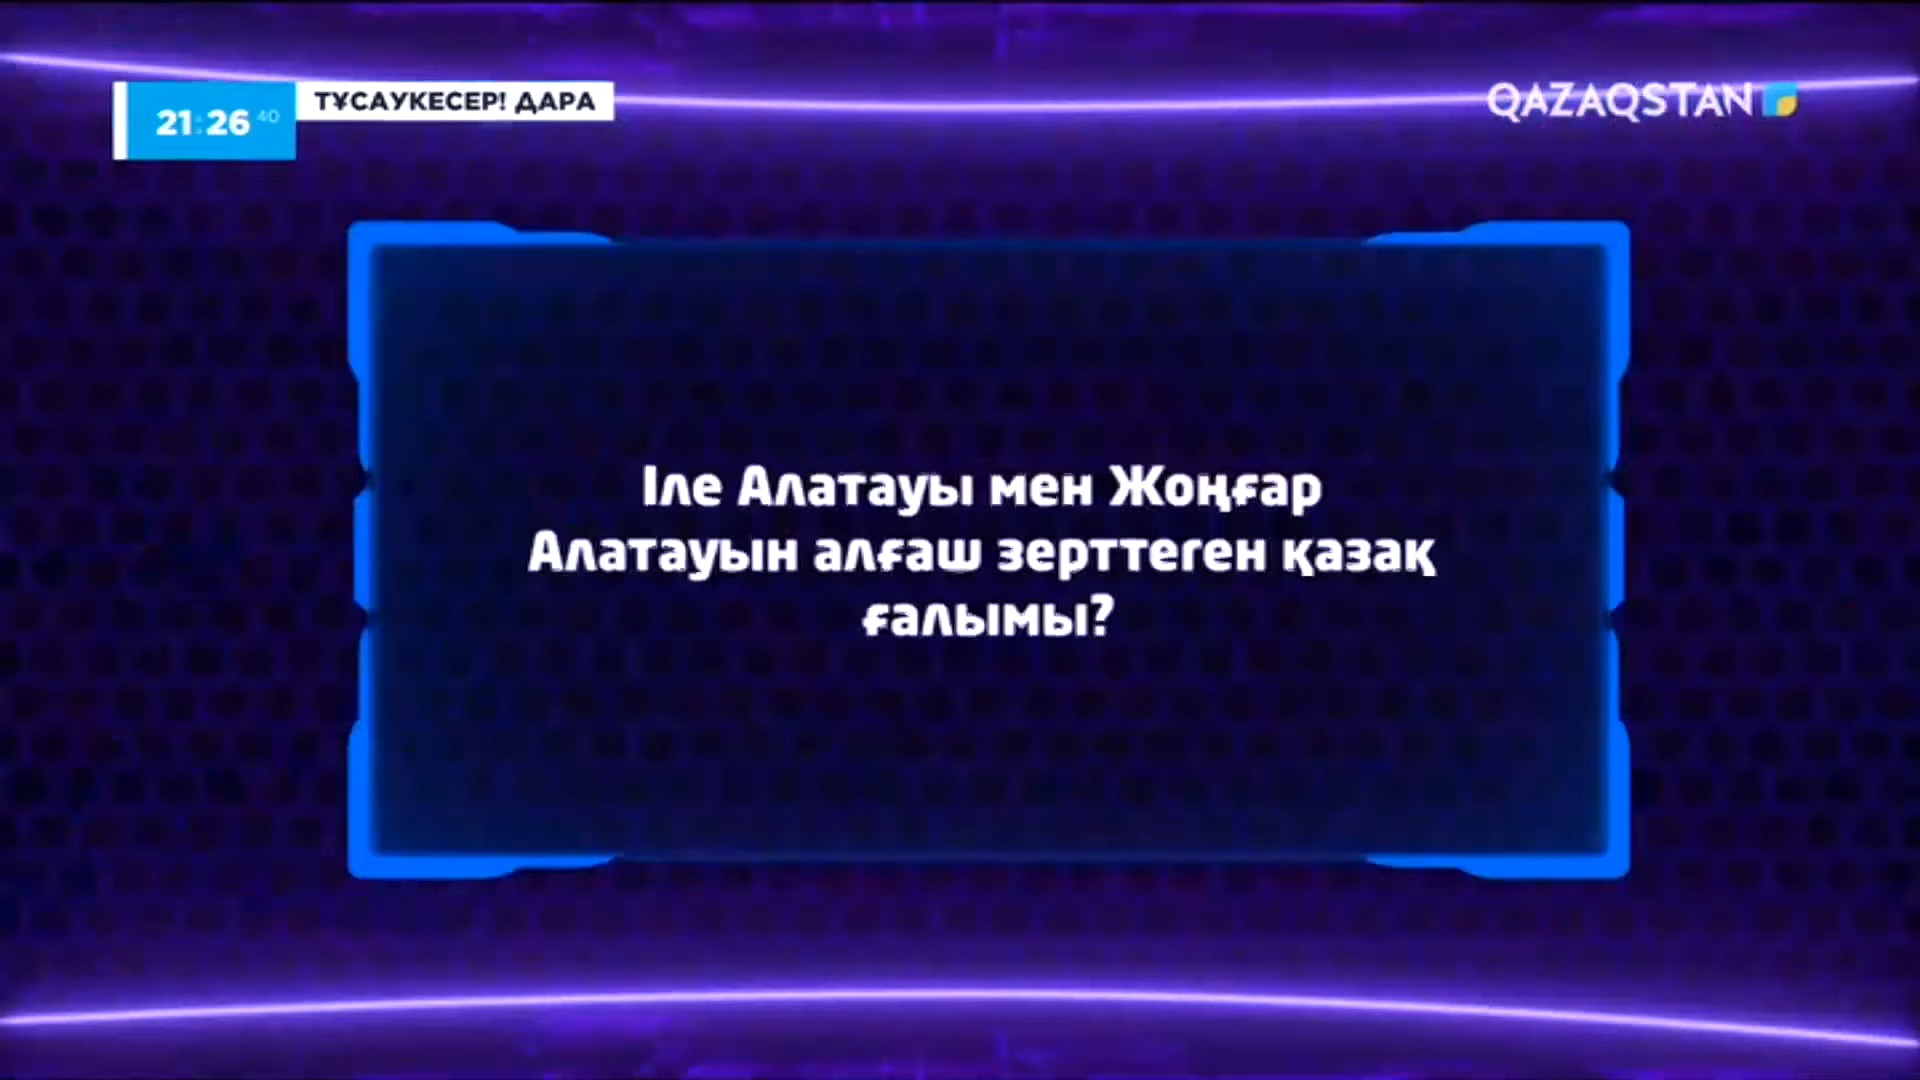 21:26 40
ТҰСАУКЕСЕР! ДАРА
QAZAQSTAN
Іле Алатауы мен Жоңғар
Алатауын алғаш зерттеген қазақ
ғалымы?